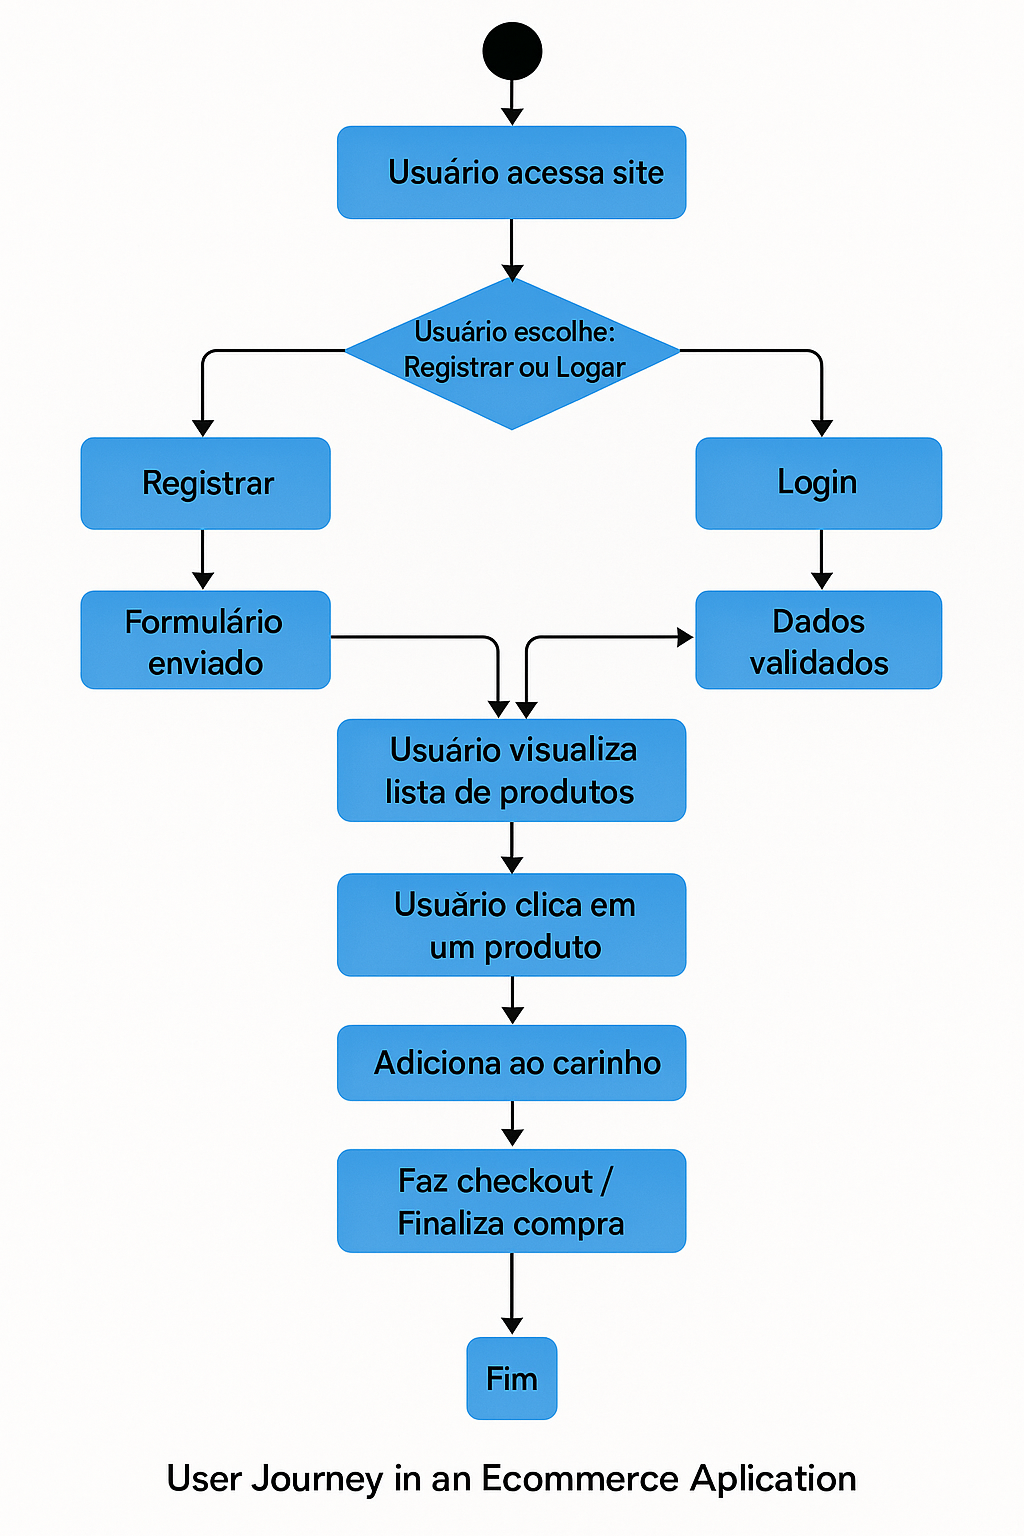 Usuário acessa site
Usuário escolhe:
Registrar ou Logar
Registrar
Login
Formulário
enviado
Dados
validados
Usuário visualiza
lista de produtos
Usuărio clica em
um produto
Adiciona ao carinho
Faz checkout /
Finaliza compra
Fim
User Journey in an Ecommerce Aplication